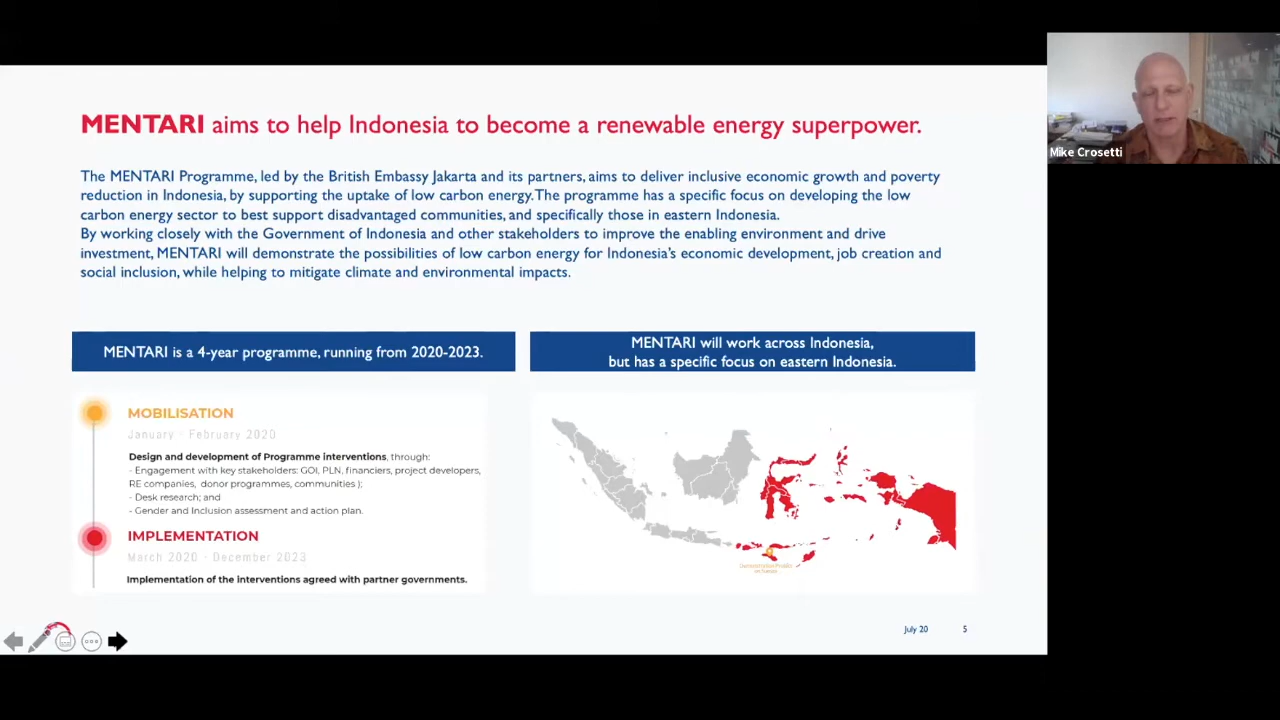 MENTARI aims to help Indonesia to become a renewable energy superpower.
The MENTARI Programme, led by the British Embassy Jakarta and its partners, aims to deliver inclusive economic growth and poverty
reduction in Indonesia, by supporting the uptake of low carbon energy. The programme has a specific focus on developing the low
carbon energy sector to best support disadvantaged communities, and specifically those in eastern Indonesia.
By working closely with the Government of Indonesia and other stakeholders to improve the enabling environment and drive
investment, MENTARI will demonstrate the possibilities of low carbon energy for Indonesia's economic development, job creation and
social inclusion, while helping to mitigate climate and environmental impacts.
MENTARI is a 4-year programme, running from 2020-2023.
MOBILISATION
January - February 2020
Design and development of Programme interventions, through:
- Engagement with key stakeholders: GOI, PLN, financiers, project developers,
RE companies, donor programmes, communities );
- Desk research; and
- Gender and Inclusion assessment and action plan.
IMPLEMENTATION
March 2020 - December 2023
Implementation of the interventions agreed with partner governments.
MENTARI will work across Indonesia,
but has a specific focus on eastern Indonesia.
July 20
5
Mike Crosetti